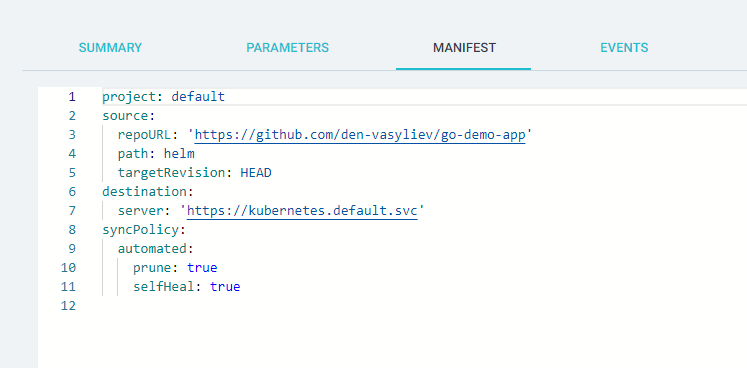 SUMMARY PARAMETERS MANIFEST EVENTS
1 project: default
2 source:
3 repoURL: 'https://github.com/den-vasyliev/go-demo-app'
4 path: helm
5 targetRevision: HEAD
6 destination:
7 server: 'https://kubernetes.default.svc'
8 syncPolicy:
9 automated:
10 prune: true
11 selfHeal: true
12